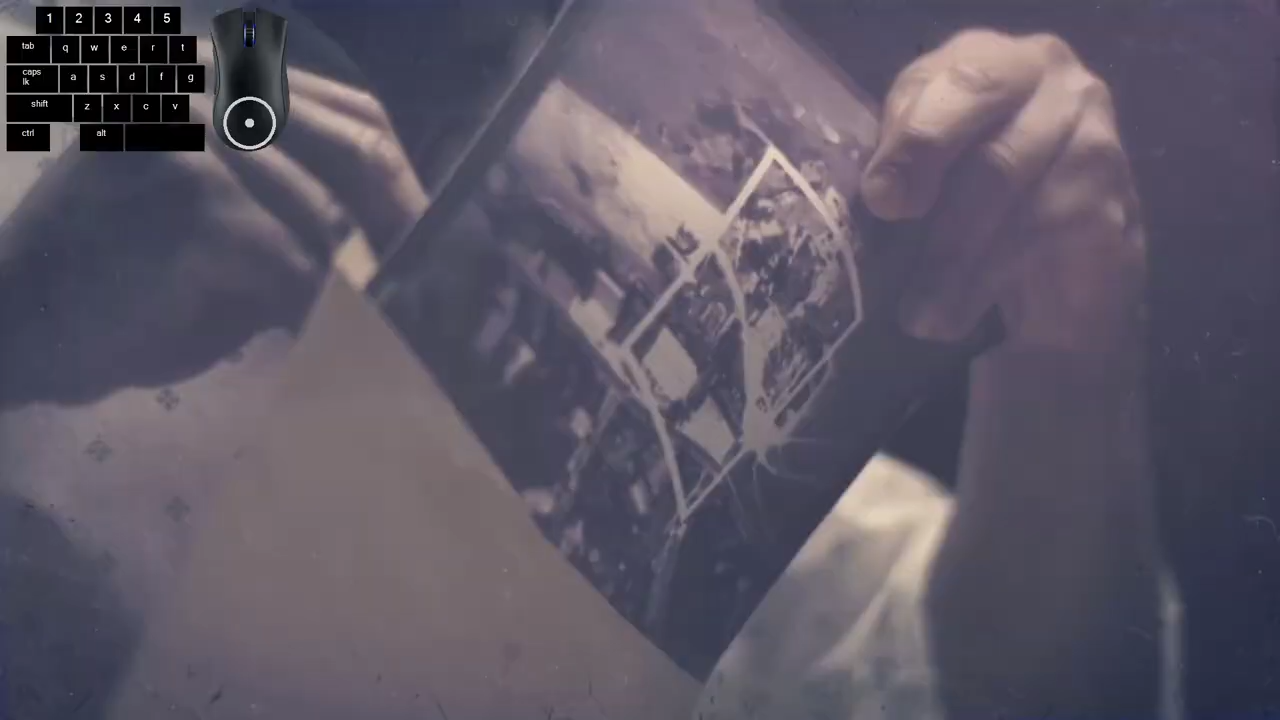 1 2 3 4 5
tab q w e r t
caps lk a s d f g
shift z x c v
ctrl alt